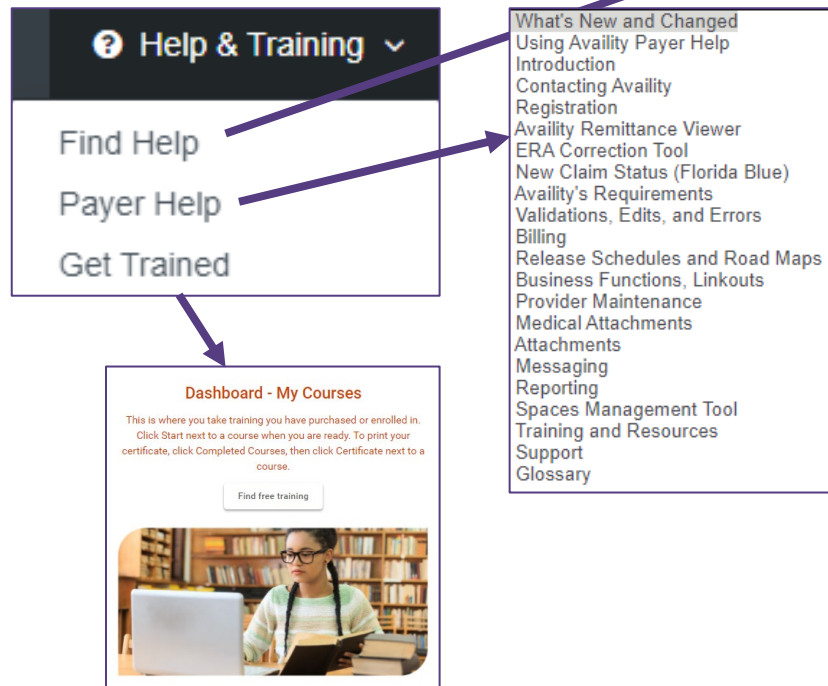 Help & Training
Find Help
Payer Help
Get Trained
What's New and Changed
Using Availity Payer Help
Introduction
Contacting Availity
Registration
Availity Remittance Viewer
ERA Correction Tool
New Claim Status (Florida Blue)
Availity's Requirements
Validations, Edits, and Errors
Billing
Release Schedules and Road Maps
Business Functions, Linkouts
Provider Maintenance
Medical Attachments
Attachments
Messaging
Reporting
Spaces Management Tool
Training and Resources
Support
Glossary
Dashboard - My Courses
This is where you take training you have purchased or enrolled in.
Click Start next to a course when you are ready. To print your
certificate, click Completed Courses, then click Certificate next to a
course.
Find free training